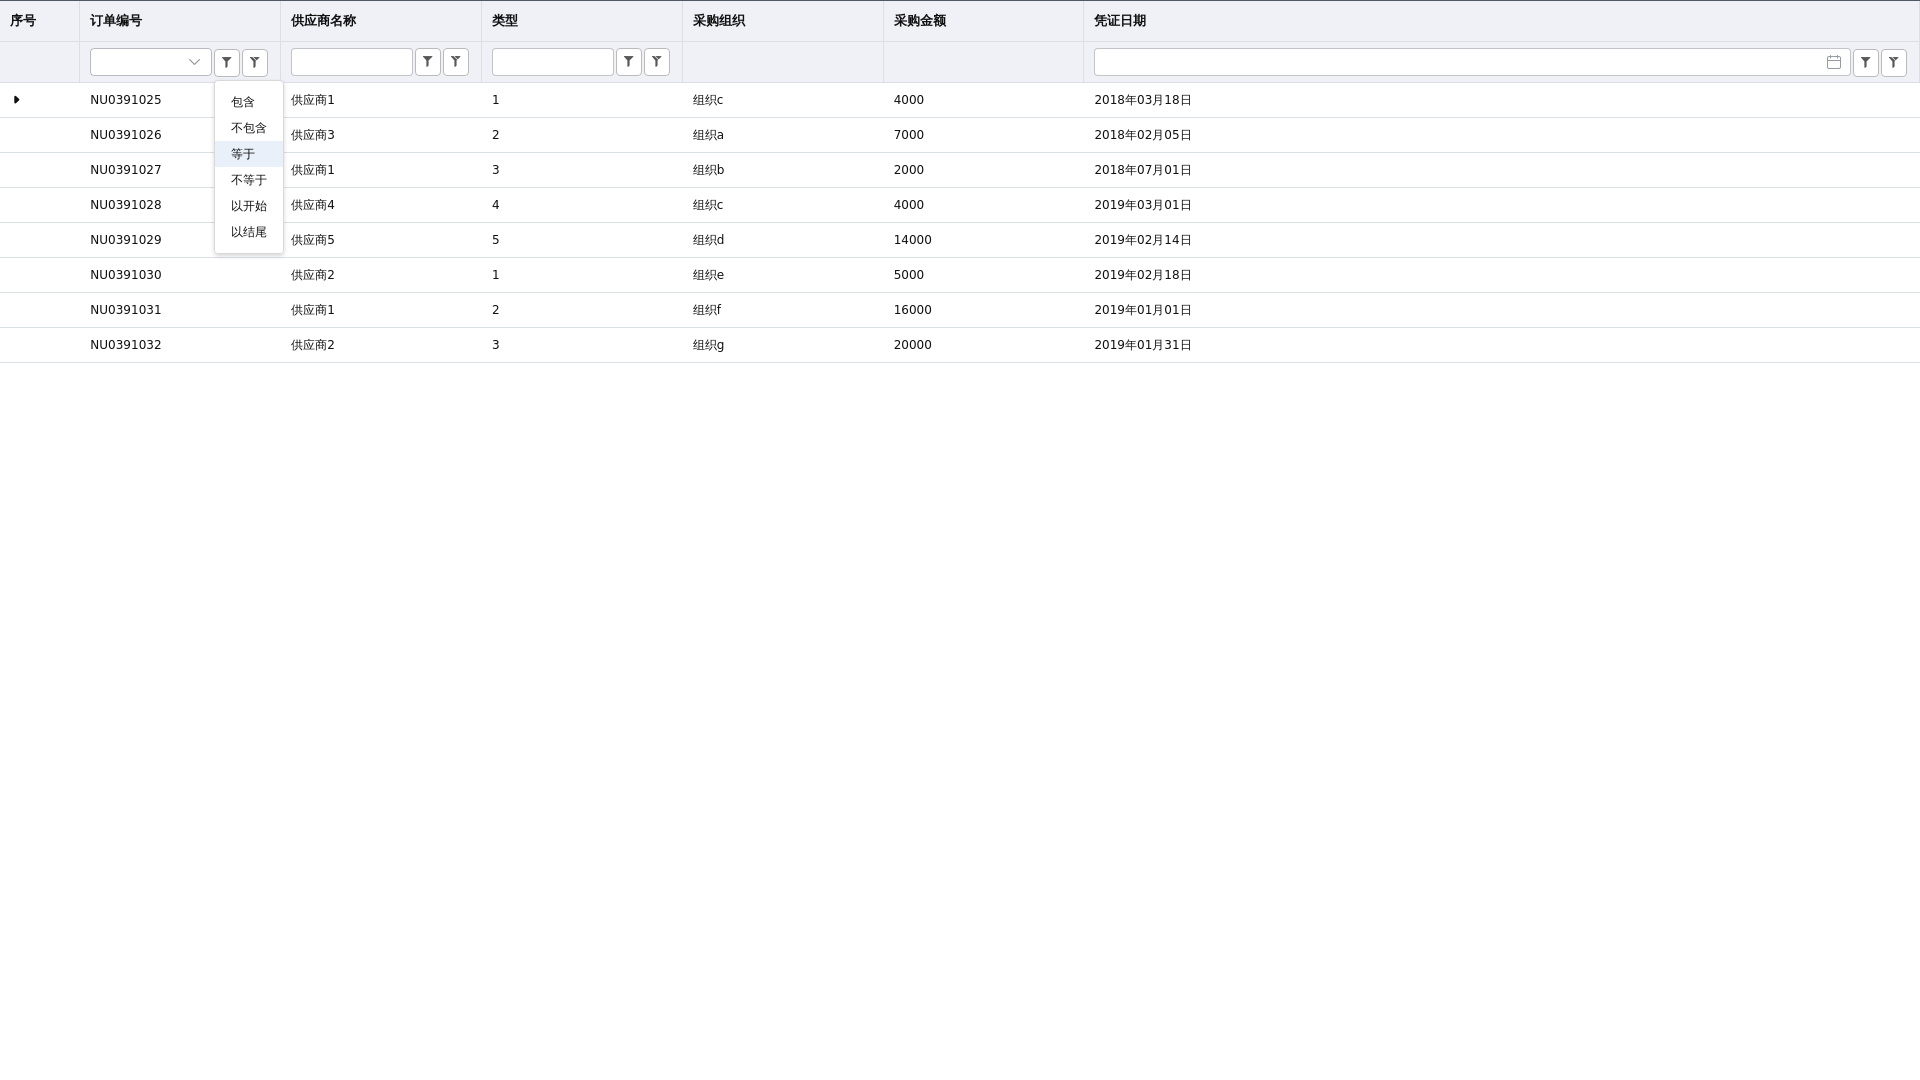 序号 订单编号 供应商名称 类型 采购组织 采购金额 凭证日期
包含
不包含
等于
不等于
以开始
以结尾
NU0391025 供应商1 1 组织c 4000 2018年03月18日
NU0391026 供应商3 2 组织a 7000 2018年02月05日
NU0391027 供应商1 3 组织b 2000 2018年07月01日
NU0391028 供应商4 4 组织c 4000 2019年03月01日
NU0391029 供应商5 5 组织d 14000 2019年02月14日
NU0391030 供应商2 1 组织e 5000 2019年02月18日
NU0391031 供应商1 2 组织f 16000 2019年01月01日
NU0391032 供应商2 3 组织g 20000 2019年01月31日